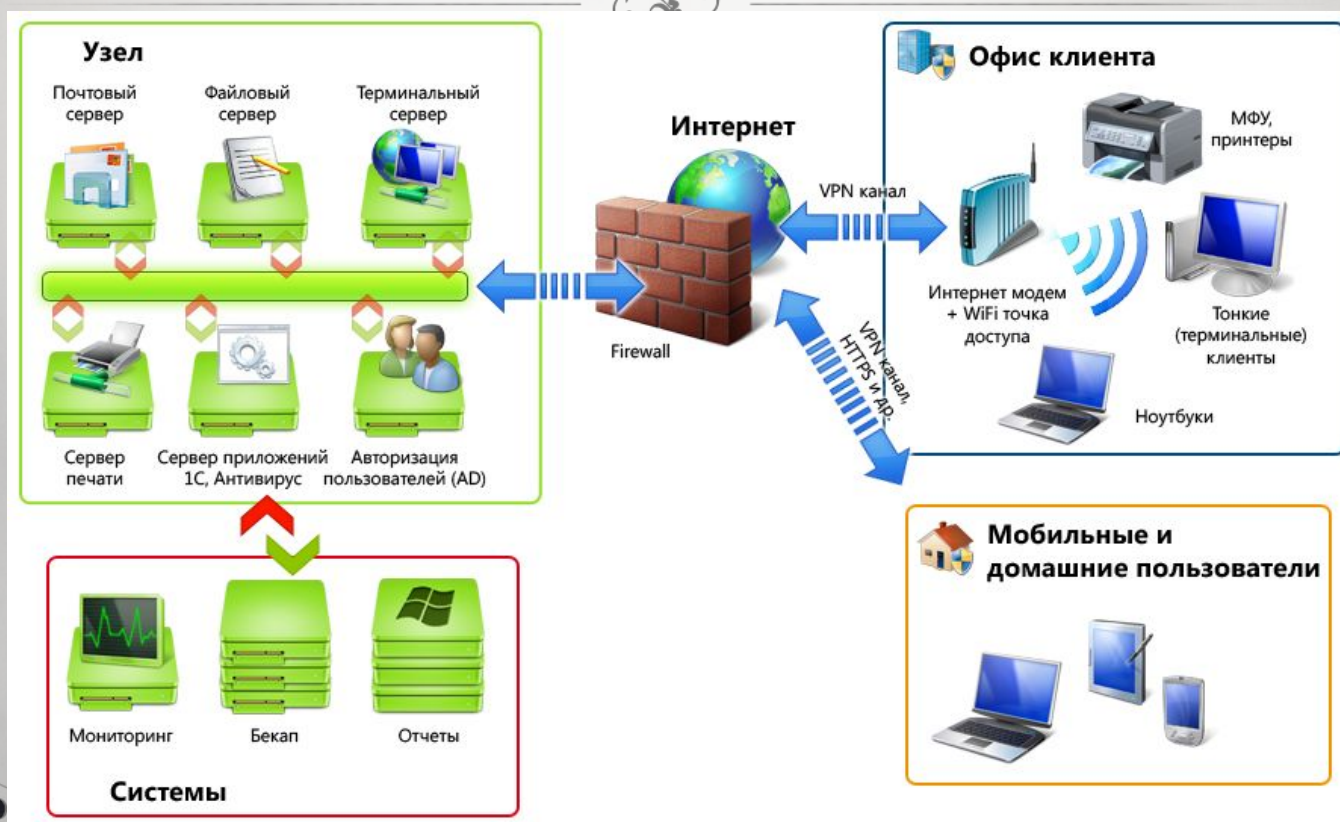 Узел
Почтовый
сервер
Файловый
сервер
Терминальный
сервер
Сервер
печати
Сервер приложений
1С, Антивирус
Авторизация
пользователей (AD)
Мониторинг
Бекап
Отчеты
Системы
Интернет
Firewall
VPN канал
VPN канал,
HTTPS и др.
Офис клиента
МФУ,
принтеры
Интернет модем
+ WiFi точка
доступа
Тонкие
(терминальные)
клиенты
Ноутбуки
Мобильные и
домашние пользователи